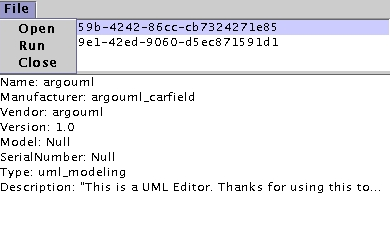 File
Open
Run
Close
59b-4242-86cc-cb7324271e85
9e1-42ed-9060-d5ec871591d1
Name: argouml
Manufacturer: argouml_carfield
Vendor: argouml
Version: 1.0
Model: Null
SerialNumber: Null
Type: uml_modeling
Description: "This is a UML Editor. Thanks for using this to...